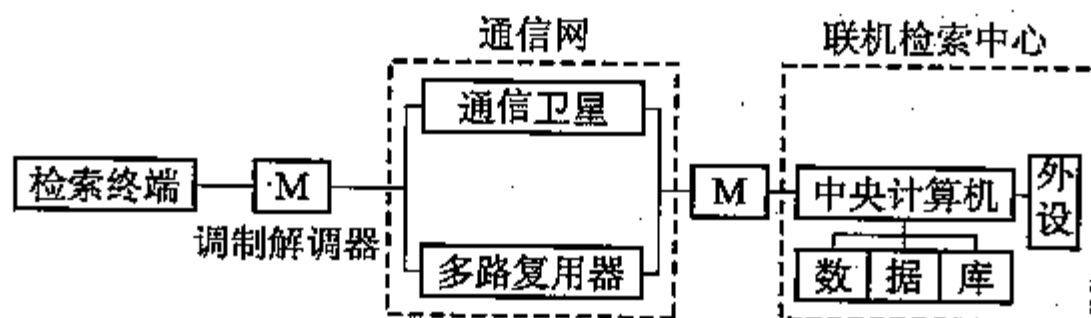 通信网
联机检索中心
通信卫星
检索终端
M
调制解调器
多路复用器
M
中央计算机
外设
数据库